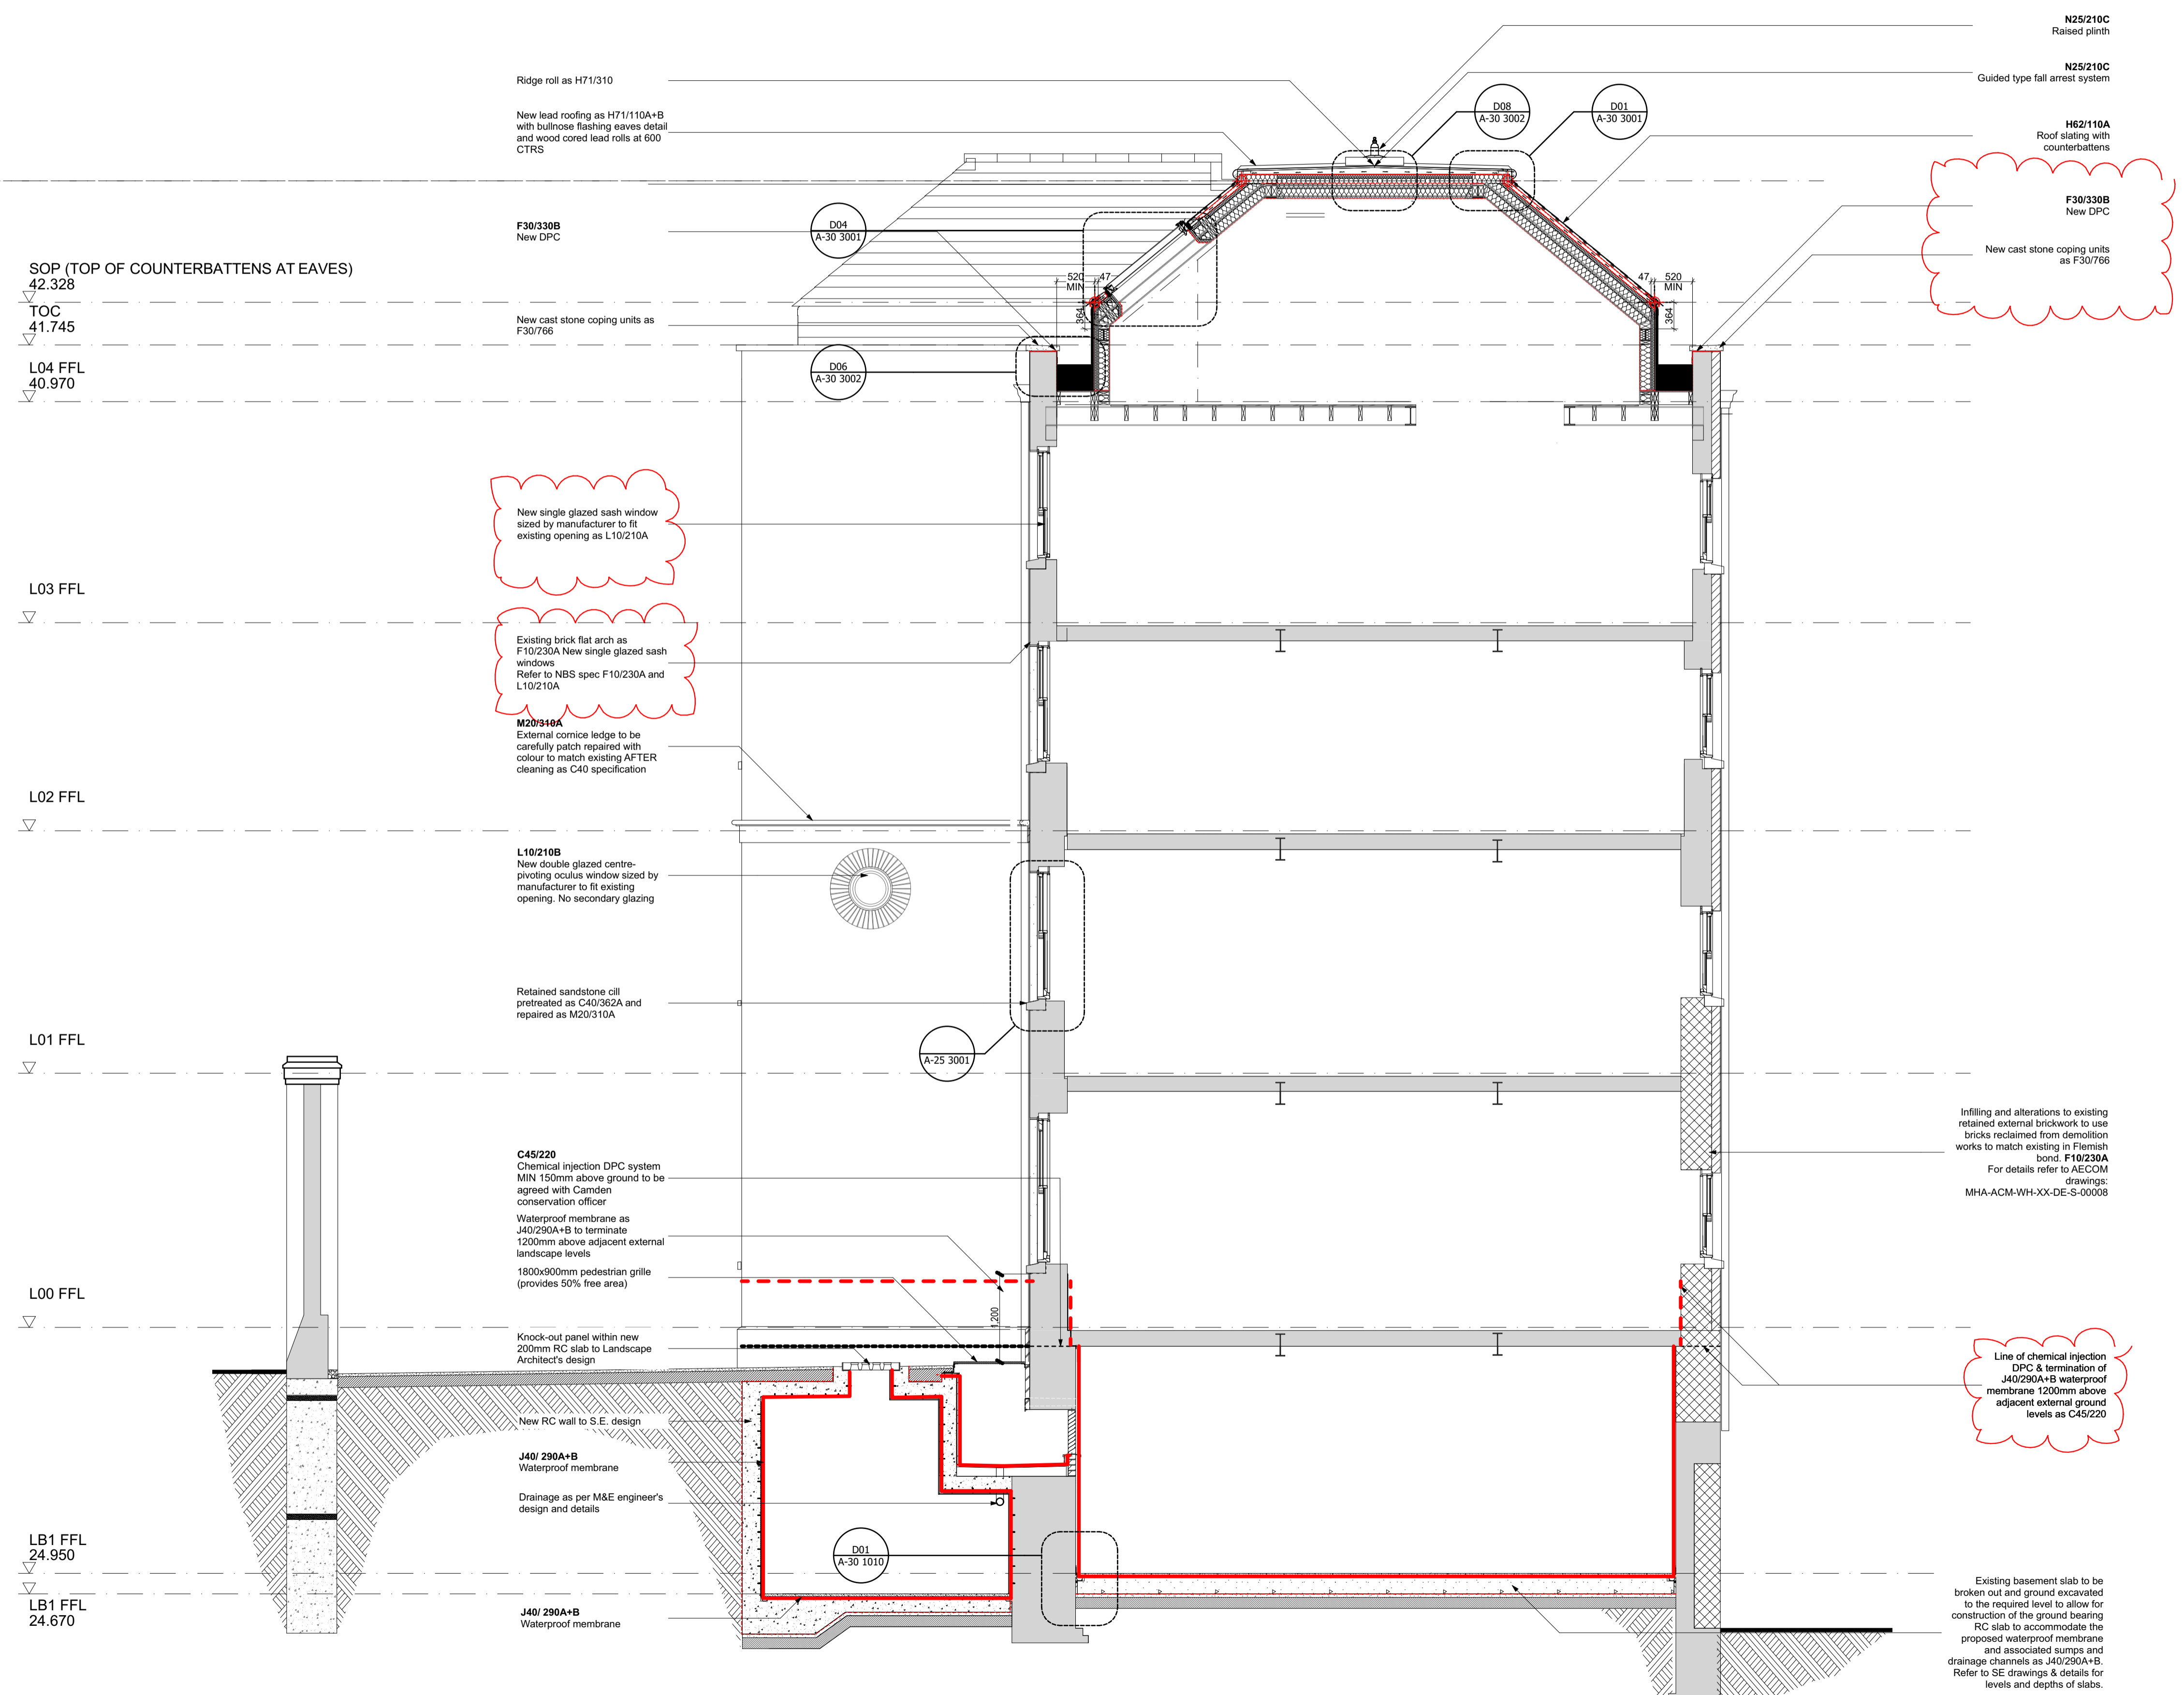 N25/210C
Raised plinth
N25/210C
Guided type fall arrest system
H62/110A
Roof slating with
counterbattens
F30/330B
New DPC
New cast stone coping units
as F30/766
Ridge roll as H71/310
New lead roofing as H71/110A+B
with bullnose flashing eaves detail
and wood cored lead rolls at 600
CTRS
D08
A-30 3002
D01
A-30 3001
F30/330B
New DPC
D04
A-30 3001
SOP (TOP OF COUNTERBATTENS AT EAVES)
42.328
520
MIN
47
364
47
520
MIN
364
TOC
41.745
New cast stone coping units as
F30/766
L04 FFL
40.970
D06
A-30 3002
New single glazed sash window
sized by manufacturer to fit
existing opening as L10/210A
L03 FFL
Existing brick flat arch as
F10/230A New single glazed sash
windows
Refer to NBS spec F10/230A and
L10/210A
M20/310A
External cornice ledge to be
carefully patch repaired with
colour to match existing AFTER
cleaning as C40 specification
L02 FFL
L10/210B
New double glazed centre-
pivoting oculus window sized by
manufacturer to fit existing
opening. No secondary glazing
Retained sandstone cill
pretreated as C40/362A and
repaired as M20/310A
L01 FFL
A-25 3001
Infilling and alterations to existing
retained external brickwork to use
bricks reclaimed from demolition
works to match existing in Flemish
bond. F10/230A
For details refer to AECOM
drawings:
MHA-ACM-WH-XX-DE-S-00008
C45/220
Chemical injection DPC system
MIN 150mm above ground to be
agreed with Camden
conservation officer
Waterproof membrane as
J40/290A+B to terminate
1200mm above adjacent external
landscape levels
1800x900mm pedestrian grille
(provides 50% free area)
L00 FFL
1,200
Knock-out panel within new
200mm RC slab to Landscape
Architect's design
Line of chemical injection
DPC & termination of
J40/290A+B waterproof
membrane 1200mm above
adjacent external ground
levels as C45/220
New RC wall to S.E. design
J40/ 290A+B
Waterproof membrane
Drainage as per M&E engineer's
design and details
LB1 FFL
24.950
D01
A-30 1010
LB1 FFL
24.670
J40/ 290A+B
Waterproof membrane
Existing basement slab to be
broken out and ground excavated
to the required level to allow for
construction of the ground bearing
RC slab to accommodate the
proposed waterproof membrane
and associated sumps and
drainage channels as J40/290A+B.
Refer to SE drawings & details for
levels and depths of slabs.